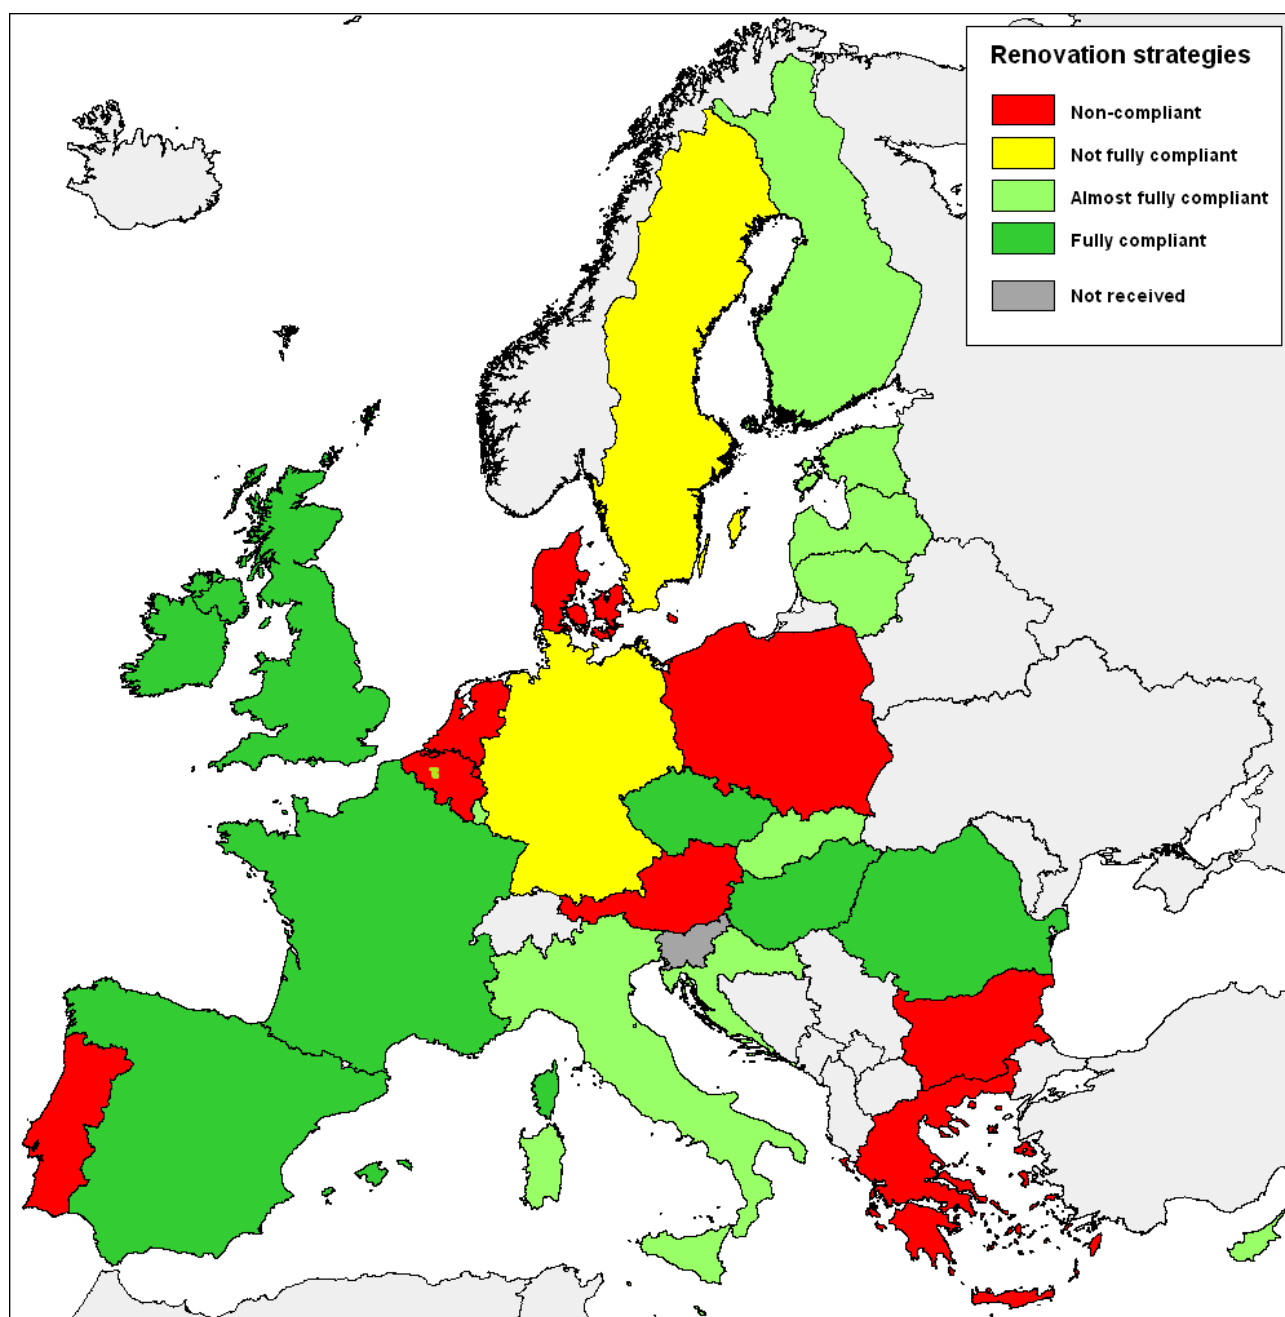 Renovation strategies
Non-compliant
Not fully compliant
Almost fully compliant
Fully compliant
Not received